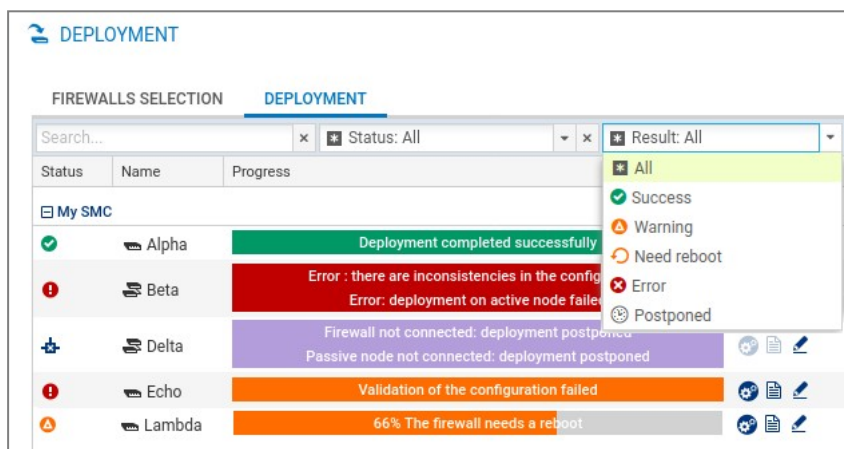 DEPLOYMENT
FIREWALLS SELECTION DEPLOYMENT
Search... Status: All Result: All
Status Name Progress
All
Success
Warning
Need reboot
Error
Postponed
My SMC
Alpha Deployment completed successfully
Beta Error : there are inconsistencies in the config
Error: deployment on active node failed
Delta Firewall not connected: deployment postponed
Passive node not connected: deployment postponed
Echo Validation of the configuration failed
Lambda 66% The firewall needs a reboot